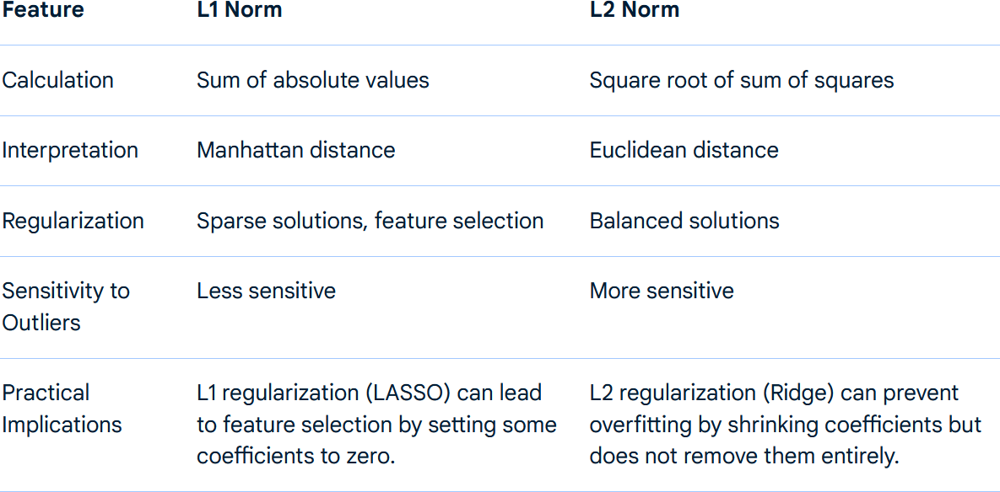 Feature L1 Norm L2 Norm
Calculation Sum of absolute values Square root of sum of squares
Interpretation Manhattan distance Euclidean distance
Regularization Sparse solutions, feature selection Balanced solutions
Sensitivity to Less sensitive More sensitive
Outliers
Practical L1 regularization (LASSO) can lead L2 regularization (Ridge) can prevent
Implications to feature selection by setting some overfitting by shrinking coefficients but
coefficients to zero. does not remove them entirely.